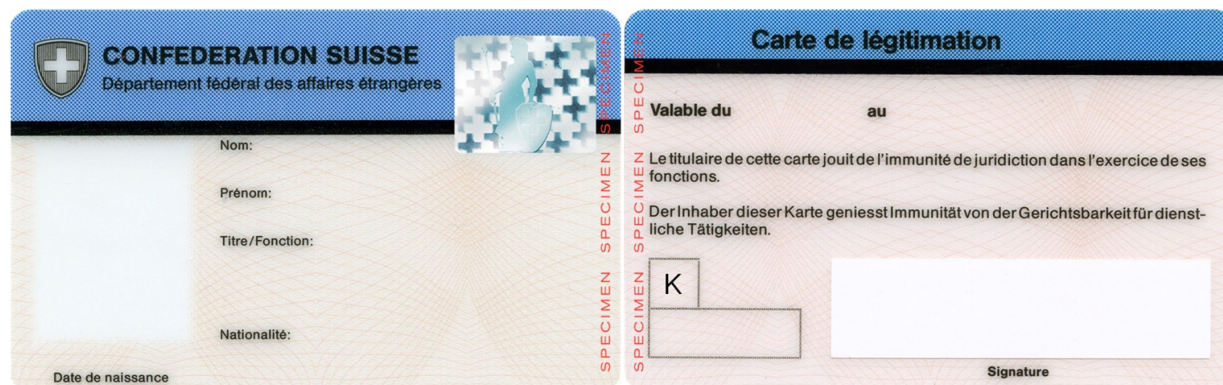 CONFEDERATION SUISSE
Département fédéral des affaires étrangères
Nom:
Prénom:
Titre/Fonction:
Nationalité:
Date de naissance
SPECIMEN SPECIMEN SPECIMEN
Carte de légitimation
SPECIMEN SPECIMEN SPECIMEN
Valable du au
Le titulaire de cette carte jouit de l'immunité de juridiction dans l'exercice de ses
fonctions.
Der Inhaber dieser Karte geniesst Immunität von der Gerichtsbarkeit für dienst-
liche Tätigkeiten.
K
Signature